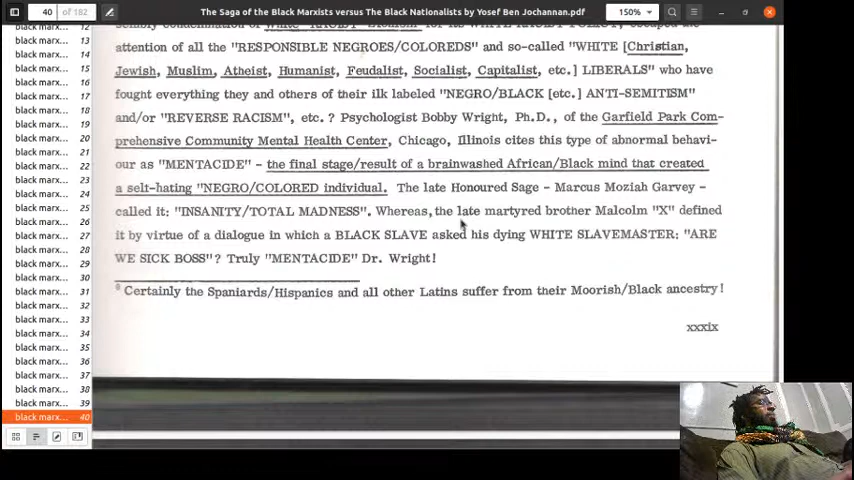 The Saga of the Black Marxists versus The Black Nationalists by Yosef Ben Jochannan.pdf
40 of 182
150%
black marx... 12
black marx... 13
black marx... 14
black marx... 15
black marx... 16
black marx... 17
black marx... 18
black marx... 19
black marx... 20
black marx... 21
black marx... 22
black marx... 23
black marx... 24
black marx... 25
black marx... 26
black marx... 27
black marx... 28
black marx... 29
black marx... 30
black marx... 31
black marx... 32
black marx... 33
black marx... 34
black marx... 35
black marx... 36
black marx... 37
black marx... 38
black marx... 39
black marx... 40
attention of all the "RESPONSIBLE NEGROES/COLOREDS" and so-called "WHITE [Christian,
Jewish, Muslim, Atheist, Humanist, Feudalist, Socialist, Capitalist, etc.] LIBERALS" who have
fought everything they and others of their ilk labeled "NEGRO/BLACK [etc.] ANTI-SEMITISM"
and/or "REVERSE RACISM", etc. ? Psychologist Bobby Wright, Ph.D., of the Garfield Park Com-
prehensive Community Mental Health Center, Chicago, Illinois cites this type of abnormal behavi-
our as "MENTACIDE" - the final stage/result of a brainwashed African/Black mind that created
a self-hating "NEGRO/COLORED individual. The late Honoured Sage - Marcus Moziah Garvey -
called it: "INSANITY/TOTAL MADNESS". Whereas, the late martyred brother Malcolm "X" defined
it by virtue of a dialogue in which a BLACK SLAVE asked his dying WHITE SLAVEMASTER: "ARE
WE SICK BOSS"? Truly "MENTACIDE" Dr. Wright!
Certainly the Spaniards/Hispanics and all other Latins suffer from their Moorish/Black ancestry!
xxxix